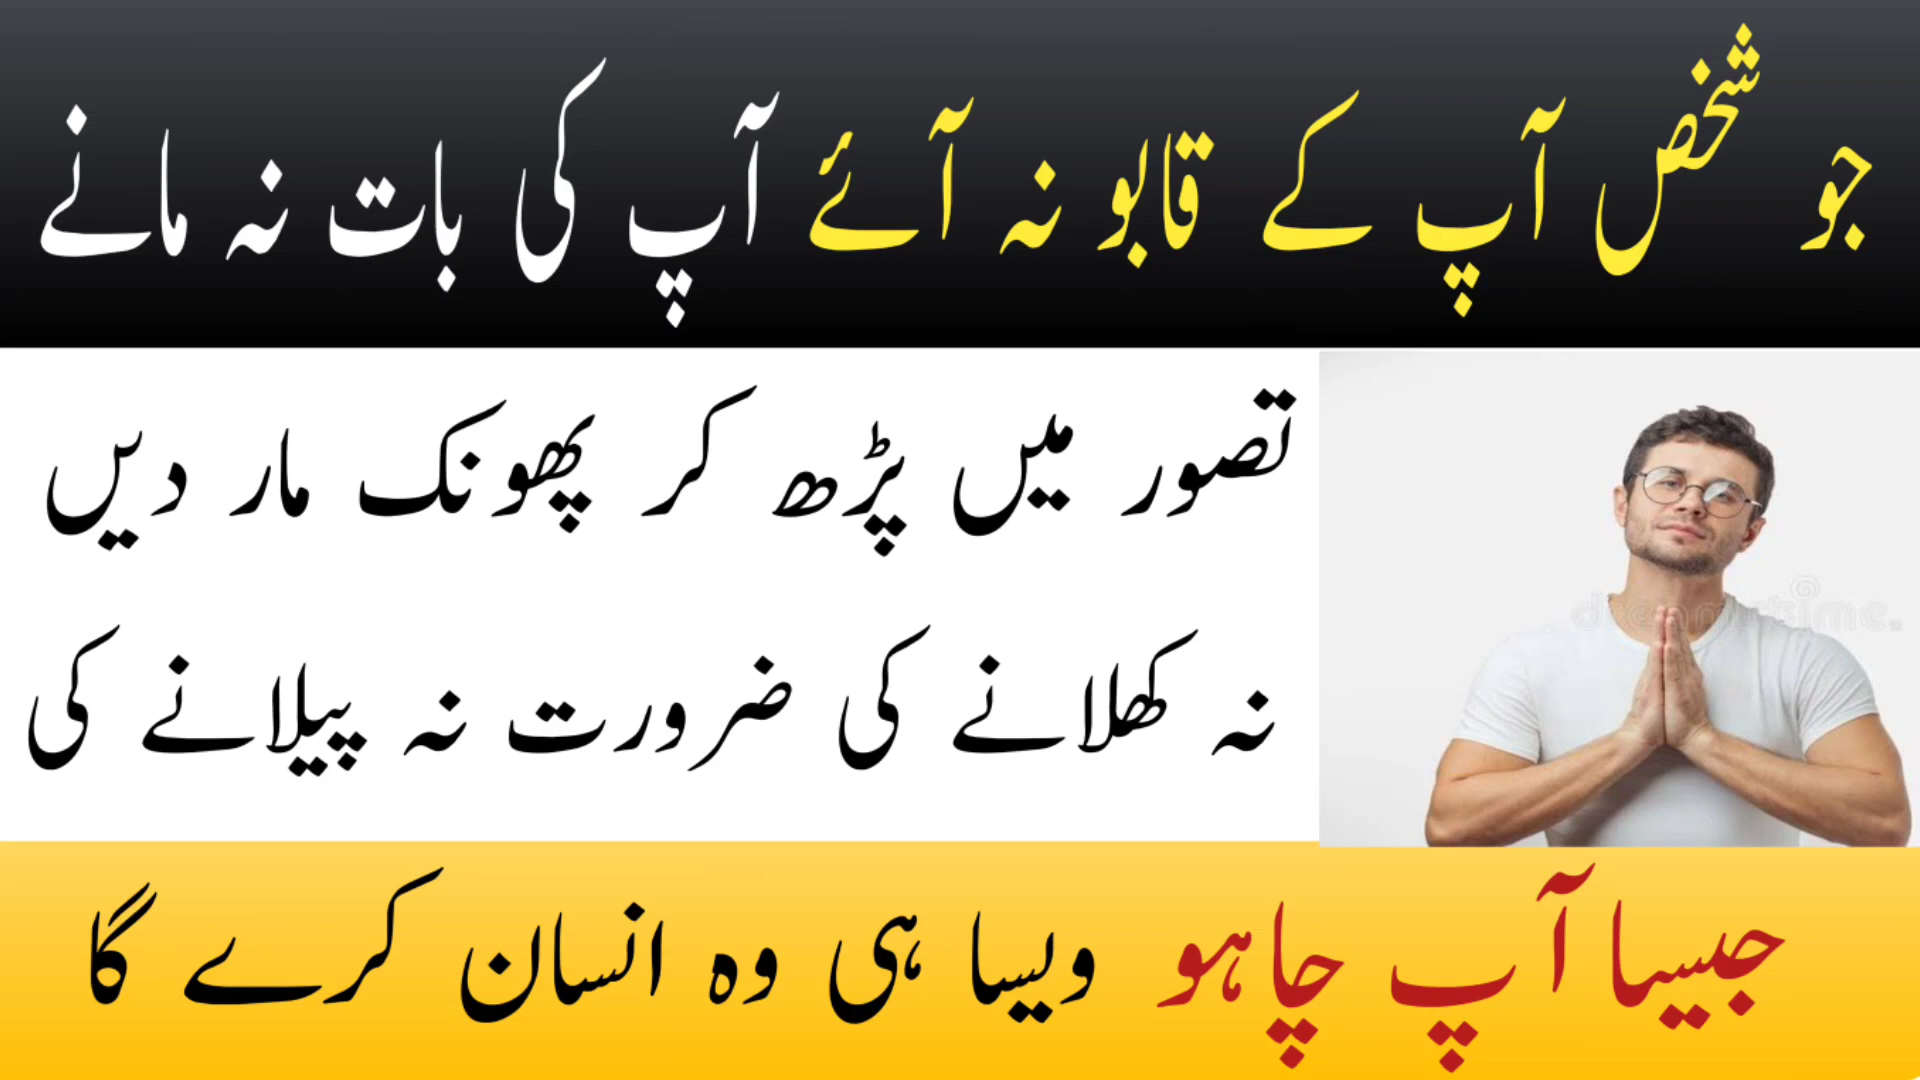 جو شخص آپ کے قابو نہ آئے آپ کی بات نہ مانے
تصور میں پڑھ کر پھونک مار دیں
نہ کھلانے کی ضرورت نہ پیلانے کی
dreamstime.
جیسا آپ چاہو ویسا ہی وہ انسان کرے گا